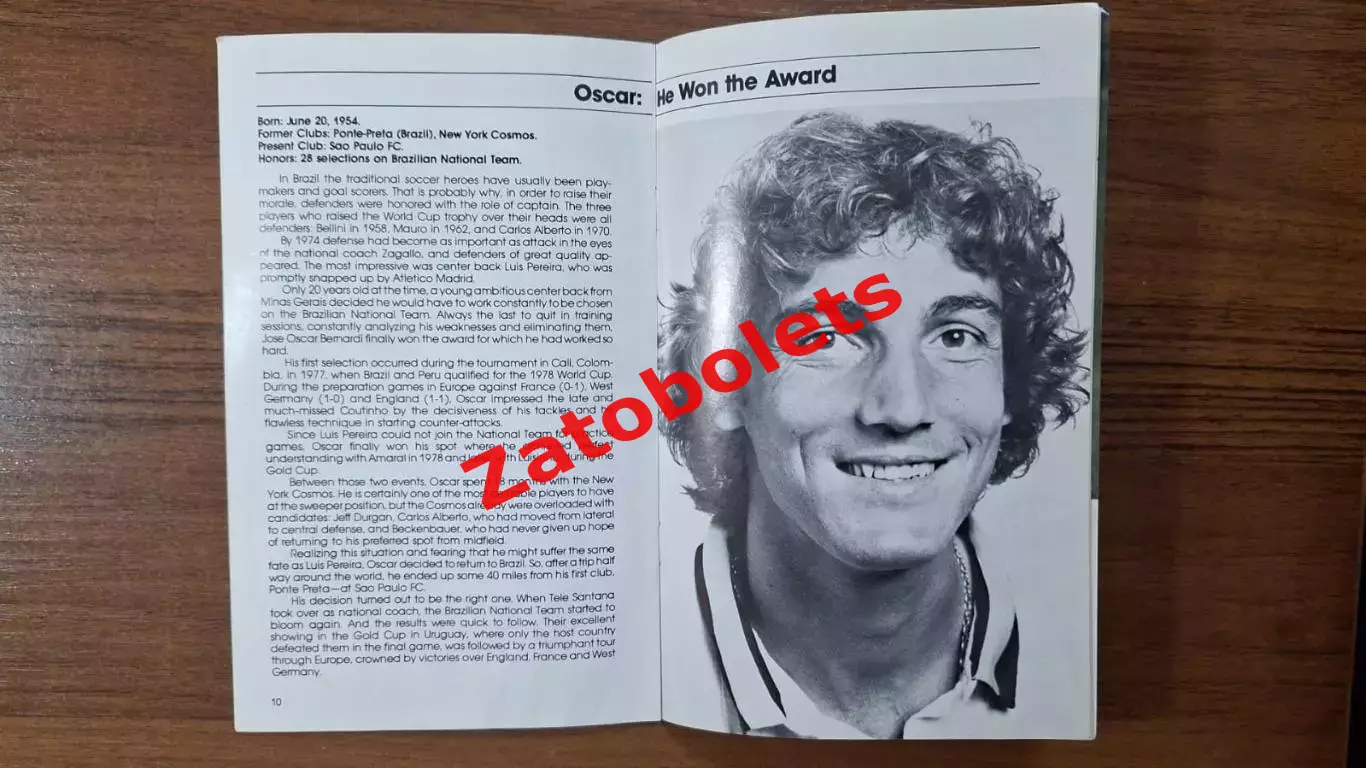 Oscar: He Won the Award
Born: June 20, 1954.
Former Clubs: Ponte-Preta (Brazil), New York Cosmos.
Present Club: Sao Paulo FC.
Honors: 28 selections on Brazilian National Team.
In Brazil the traditional soccer heroes have usually been play-
makers and goal scorers. That is probably why, in order to raise their
morale, defenders were honored with the role of captain. The three
players who raised the World Cup trophy over their heads were all
defenders: Bellini in 1958, Mauro in 1962, and Carlos Alberto in 1970.
By 1974 defense had become as important as attack in the eyes
of the national coach Zagallo, and defenders of great quality ap-
peared. The most impressive was center back Luis Pereira, who was
promptly snapped up by Atletico Madrid.
Only 20 years old at the time, a young ambitious center back from
Minas Gerais decided he would have to work constantly to be chosen
on the Brazilian National Team. Always the last to quit in training
sessions, constantly analyzing his weaknesses and eliminating them,
Jose Oscar Bernardi finally won the award for which he had worked so
hard.
His first selection occurred during the tournament in Cali, Colom-
bia, in 1977, when Brazil and Peru qualified for the 1978 World Cup.
During the preparation games in Europe against France (0-1), West
Germany (1-0) and England (1-1), Oscar impressed the late and
much-missed Coutinho by the decisiveness of his tackles and
flawless technique in starting counter-attacks.
Since Luis Pereira could not join the National Team for
games, Oscar finally won his spot where he
understanding with Amaral in 1978 and with during the
Gold Cup.
Between those two events, Oscar spent months with the New
York Cosmos. He is certainly one of the most players to have
at the sweeper position, but the Cosmos already were overloaded with
candidates: Jeff Durgan, Carlos Alberto, who had moved from lateral
to central defense, and Beckenbauer, who had never given up hope
of returning to his preferred spot from midfield.
Realizing this situation and fearing that he might suffer the same
fate as Luis Pereira, Oscar decided to return to Brazil. So, after a trip half
way around the world, he ended up some 40 miles from his first club,
Ponte Preta—at Sao Paulo FC.
His decision turned out to be the right one. When Tele Santana
took over as national coach, the Brazilian National Team started to
bloom again. And the results were quick to follow. Their excellent
showing in the Gold Cup in Uruguay, where only the host country
defeated them in the final game, was followed by a triumphant tour
through Europe, crowned by victories over England, France and West
Germany.
10
Zatobolets